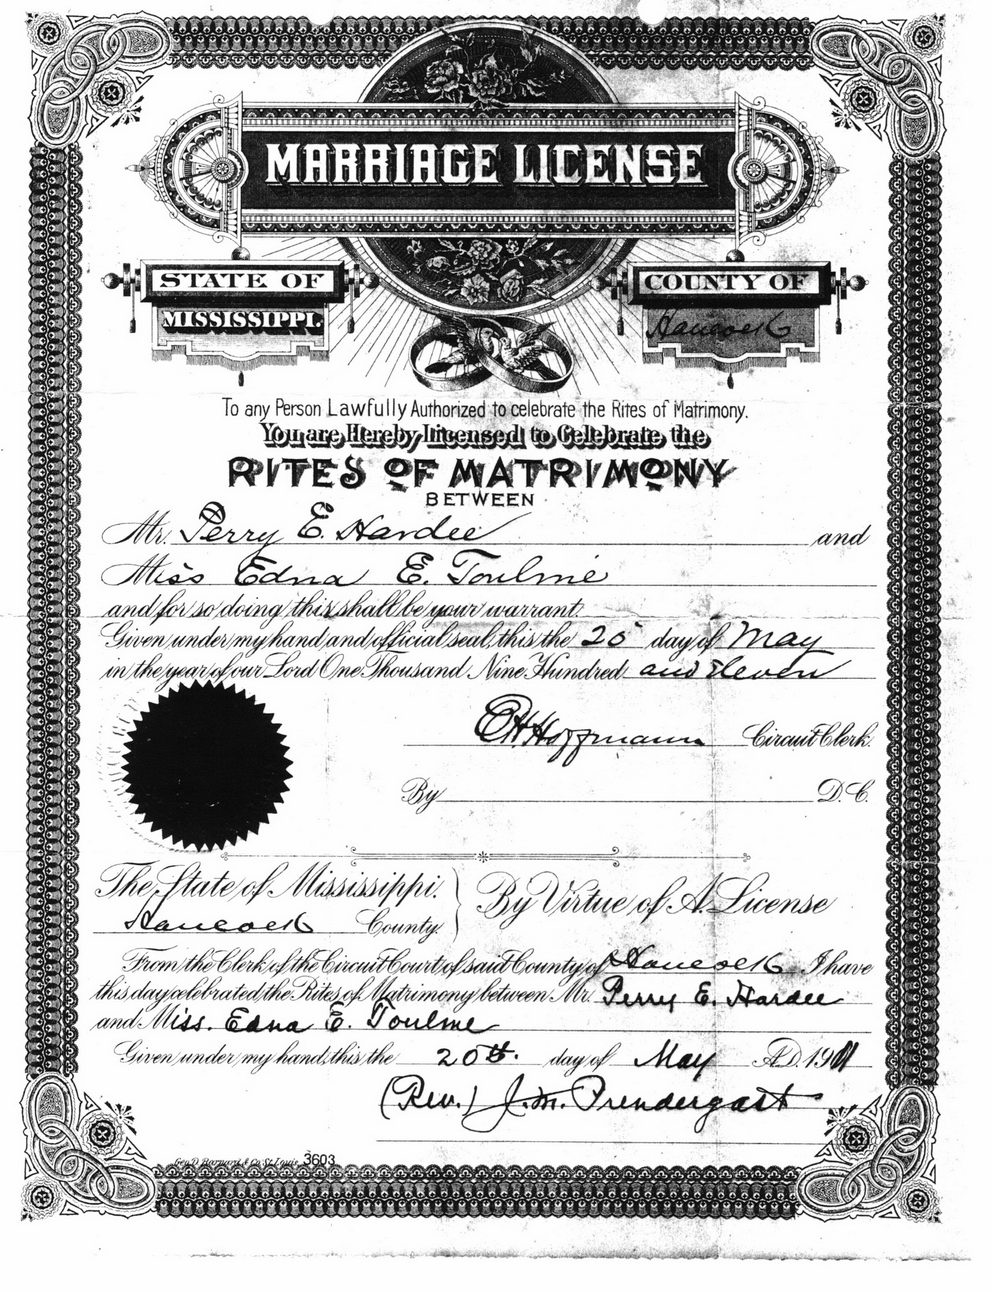 MARRIAGE LICENSE
STATE OF
MISSISSIPPI.
COUNTY OF
Hancock
To any Person Lawfully Authorized to celebrate the Rites of Matrimony.
You are Hereby Licensed to Celebrate the
RITES OF MATRIMONY
BETWEEN
Mr. Perry E. Hardee and
Miss Edna E. Toulme
and for so doing this shall be your warrant
Given under my hand and official seal, this the 20 day of May
in the year of our Lord One Thousand Nine Hundred and Eleven
Hoffmann Circuit Clerk.
By D. C.
The State of Mississippi.
Hancock County.
By Virtue of A License
From the Clerk of the Circuit Court of said County of Hancock I have
this day celebrated the Rites of Matrimony between Mr. Perry E. Hardee
and Miss. Edna E. Toulme
Given under my hand, this the 20th. day of May A.D. 1911
(Rev.) J. M. Prendergast
Geo. D. Barnard & Co. St. Louis 3603